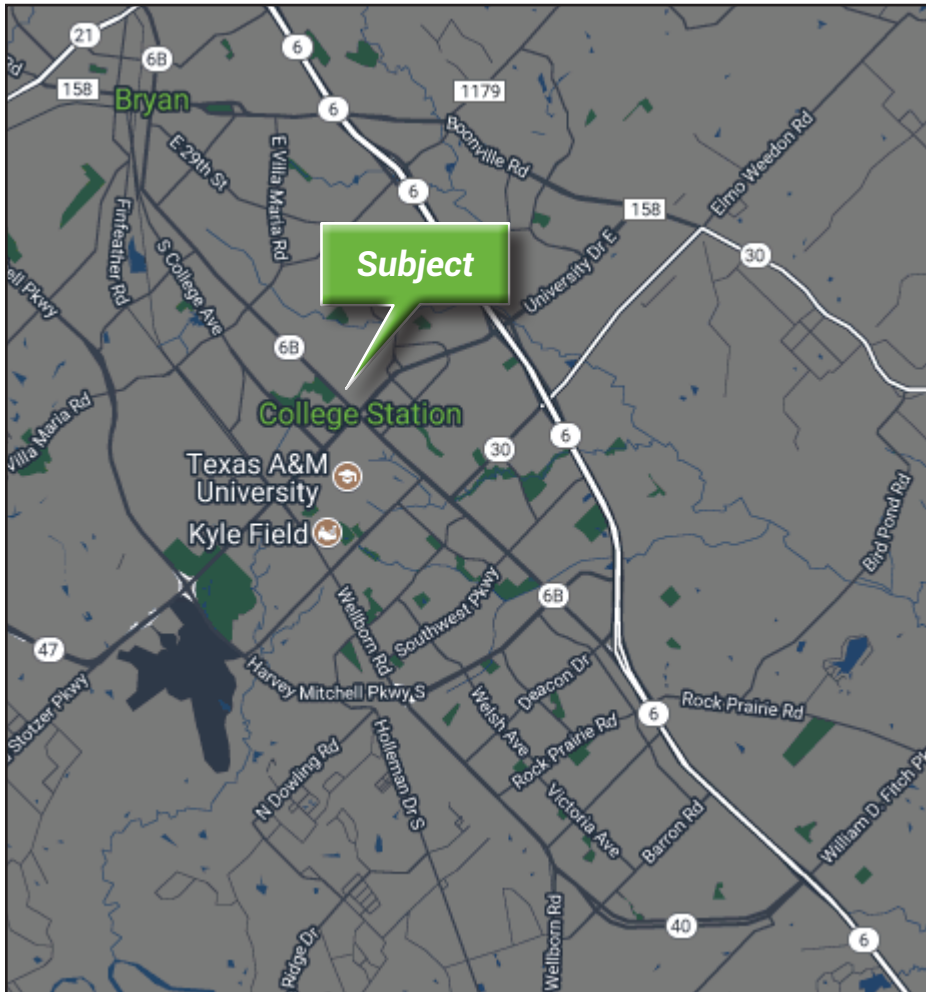 21
6
6B
Rd
158
Bryan
6
1179
Boonville Rd
E 29th St
E Villa Maria Rd
6
Elmo Weedon Rd
158
Finfeather Rd
S College Ave
Subject
University Dr E
30
ell Pkwy
6B
Villa Maria Rd
College Station
6
30
Texas A&M
University
Kyle Field
Bird Pond Rd
6B
Southwest Pkwy
Wellborn Rd
47
Harvey Mitchell Pkwy S
Deacon Dr
Welsh Ave
Rock Prairie Rd
6
Rock Prairie Rd
Stotzer Pkwy
Holleman Dr S
N Dowling Rd
Victoria Ave
Barron Rd
William D. Fitch Pk
Wellborn Rd
40
Ridge Dr
6